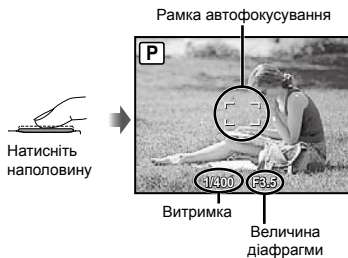 Рамка автофокусування
P
Натисніть
наполовину
1/400 F3.5
Витримка
Величина
діафрагми